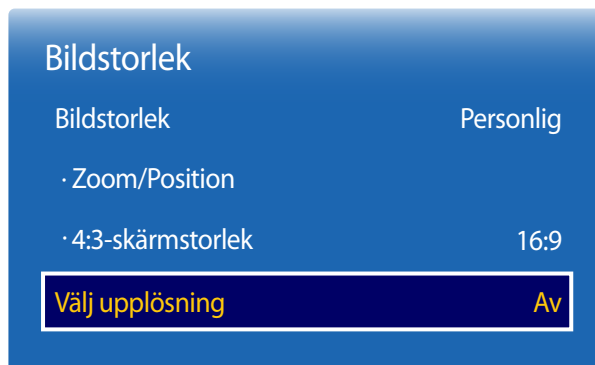 Bildstorlek
Bildstorlek Personlig
· Zoom/Position
· 4:3-skärmstorlek 16:9
Välj upplösning Av